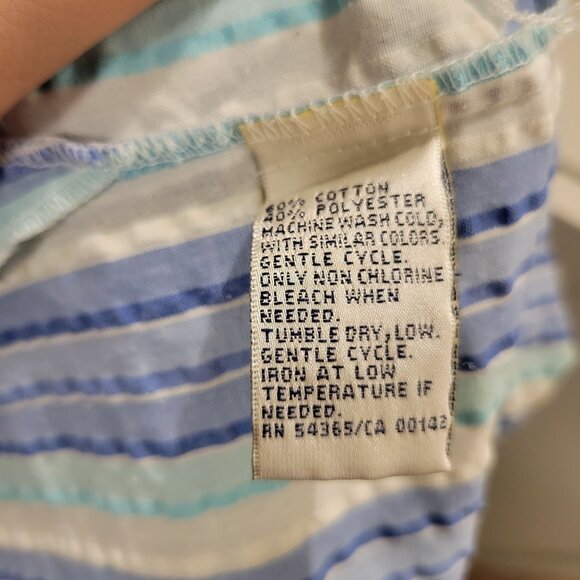 60% COTTON
40% POLYESTER
MACHINE WASH COLD,
WITH SIMILAR COLORS
GENTLE CYCLE.
ONLY NON CHLORINE
BLEACH WHEN
NEEDED.
TUMBLE DRY, LOW.
GENTLE CYCLE.
IRON AT LOW
TEMPERATURE IF
NEEDED.
RN 54365/CA 00142